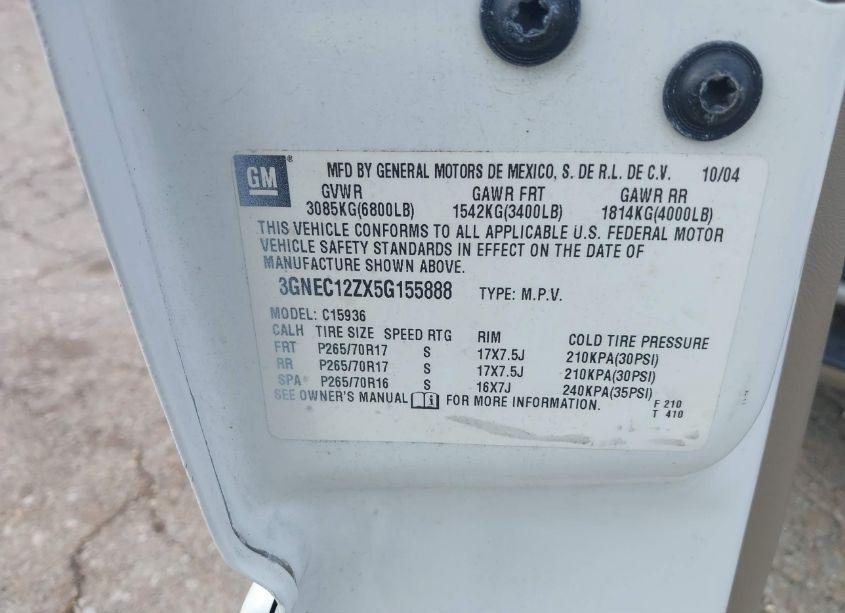 GM ® MFD BY GENERAL MOTORS DE MEXICO, S. DE R.L. DE C.V. 10/04
GVWR GAWR FRT GAWR RR
3085KG(6800LB) 1542KG(3400LB) 1814KG(4000LB)
THIS VEHICLE CONFORMS TO ALL APPLICABLE U.S. FEDERAL MOTOR
VEHICLE SAFETY STANDARDS IN EFFECT ON THE DATE OF
MANUFACTURE SHOWN ABOVE.
3GNEC12ZX5G155888 TYPE: M.P.V.
MODEL: C15936
CALH TIRE SIZE SPEED RTG RIM COLD TIRE PRESSURE
FRT P265/70R17 S 17X7.5J 210KPA(30PSI)
RR P265/70R17 S 17X7.5J 210KPA(30PSI)
SPA P265/70R16 S 16X7J 240KPA(35PSI)
SEE OWNER'S MANUAL FOR MORE INFORMATION.
F 210
T 410